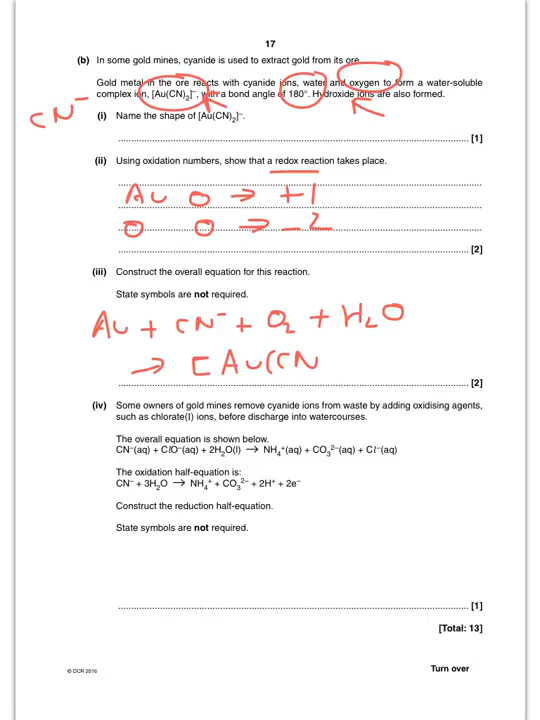 17
(b) In some gold mines, cyanide is used to extract gold from its ore.
Gold metal in the ore reacts with cyanide ions, water and oxygen to form a water-soluble
complex ion, [Au(CN)₂]⁻, with a bond angle of 180°. Hydroxide ions are also formed.
CN⁻
(i) Name the shape of [Au(CN)₂]⁻.
[1]
(ii) Using oxidation numbers, show that a redox reaction takes place.
Au 0 → +1
O 0 → -2
[2]
(iii) Construct the overall equation for this reaction.
State symbols are not required.
Au + CN⁻ + O₂ + H₂O
→ [Au(CN
[2]
(iv) Some owners of gold mines remove cyanide ions from waste by adding oxidising agents,
such as chlorate(I) ions, before discharge into watercourses.
The overall equation is shown below.
CN⁻(aq) + ClO⁻(aq) + 2H₂O(l) → NH₄⁺(aq) + CO₃²⁻(aq) + Cl⁻(aq)
The oxidation half-equation is:
CN⁻ + 3H₂O → NH₄⁺ + CO₃²⁻ + 2H⁺ + 2e⁻
Construct the reduction half-equation.
State symbols are not required.
[1]
[Total: 13]
© OCR 2016
Turn over